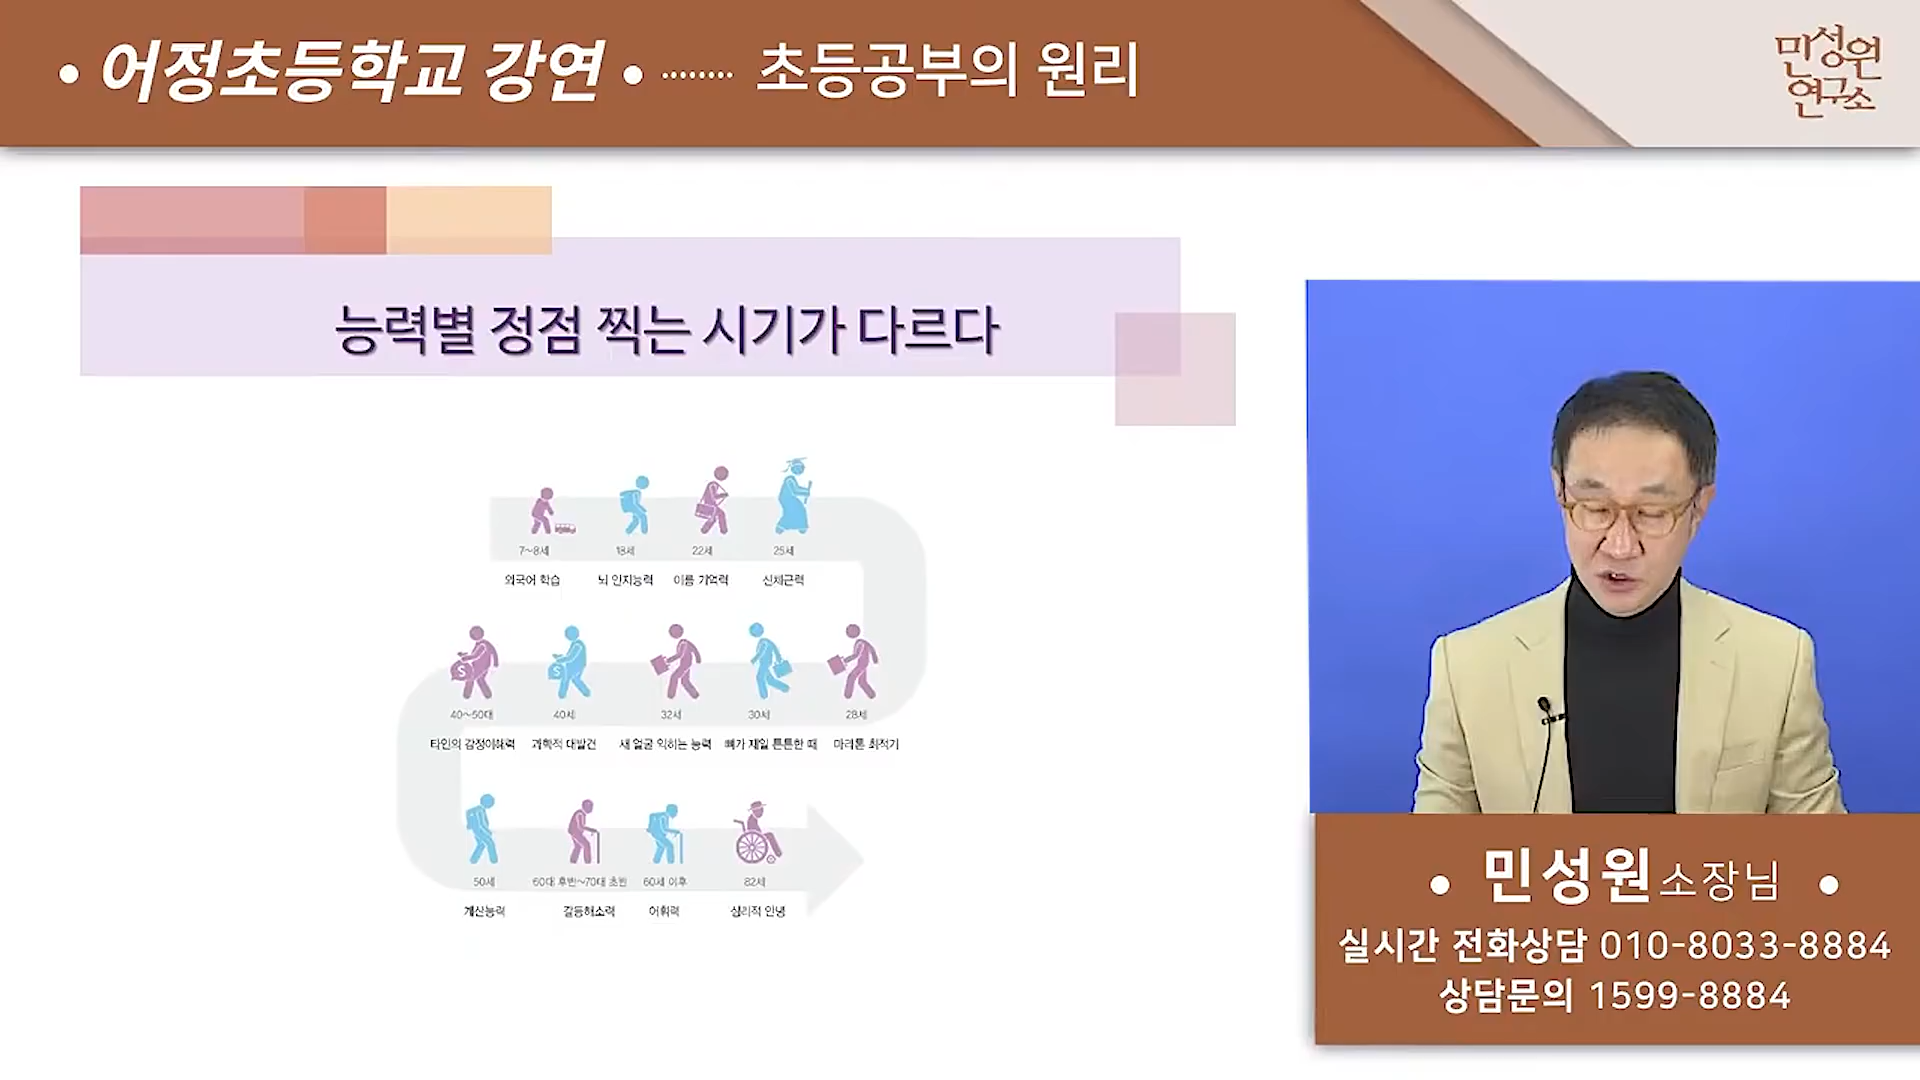 • 어정초등학교 강연 • ········ 초등공부의 원리
민성원
연구소
능력별 정점 찍는 시기가 다르다
7~8세 18세 22세 25세
외국어 학습 뇌 인지능력 이름 기억력 신체근력
40~50대 40세 32세 30세 28세
타인의 감정이해력 과학적 대발견 새 얼굴 익히는 능력 뼈가 제일 튼튼한 때 마라톤 최적기
50세 60대 후반~70대 초반 60세 이후 82세
계산능력 갈등해소력 어휘력 심리적 안녕
• 민성원 소장님 •
실시간 전화상담 010-8033-8884
상담문의 1599-8884